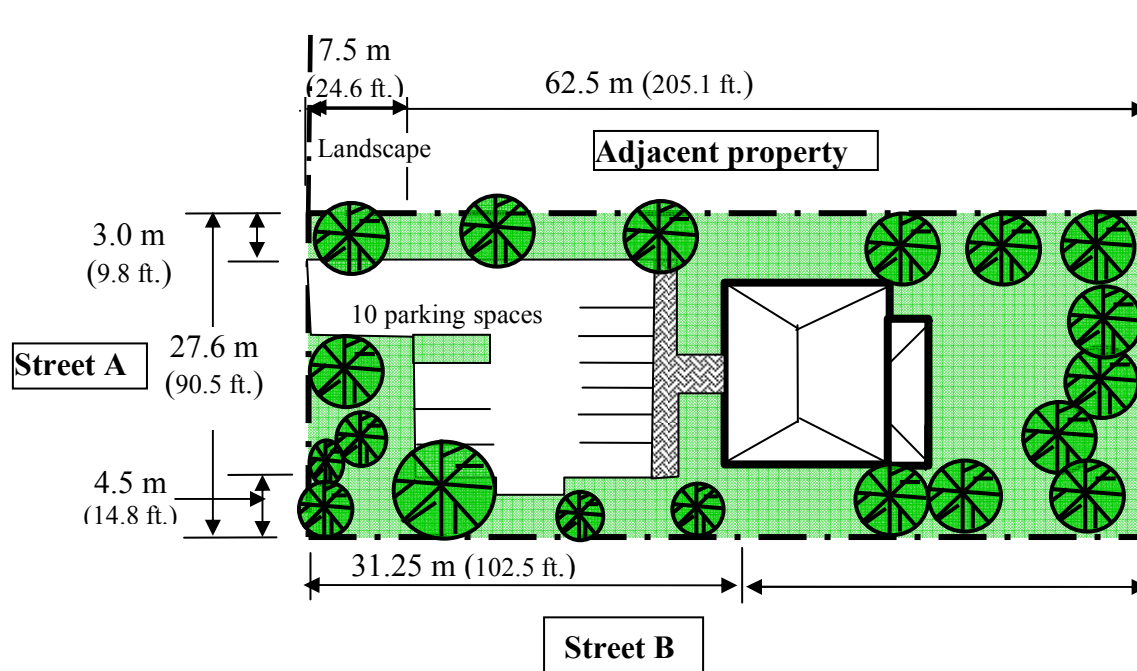 7.5 m
(24.6 ft.)
62.5 m (205.1 ft.)
Landscape
Adjacent property
3.0 m
(9.8 ft.)
10 parking spaces
Street A
27.6 m
(90.5 ft.)
4.5 m
(14.8 ft.)
31.25 m (102.5 ft.)
Street B